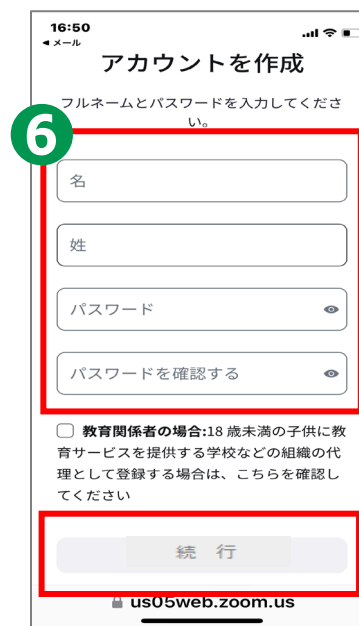 16:50
◀ メール
アカウントを作成
フルネームとパスワードを入力してくださ
い。
6
名
姓
パスワード
パスワードを確認する
教育関係者の場合:18 歳未満の子供に教
育サービスを提供する学校などの組織の代
理として登録する場合は、こちらを確認し
てください
続 行
us05web.zoom.us